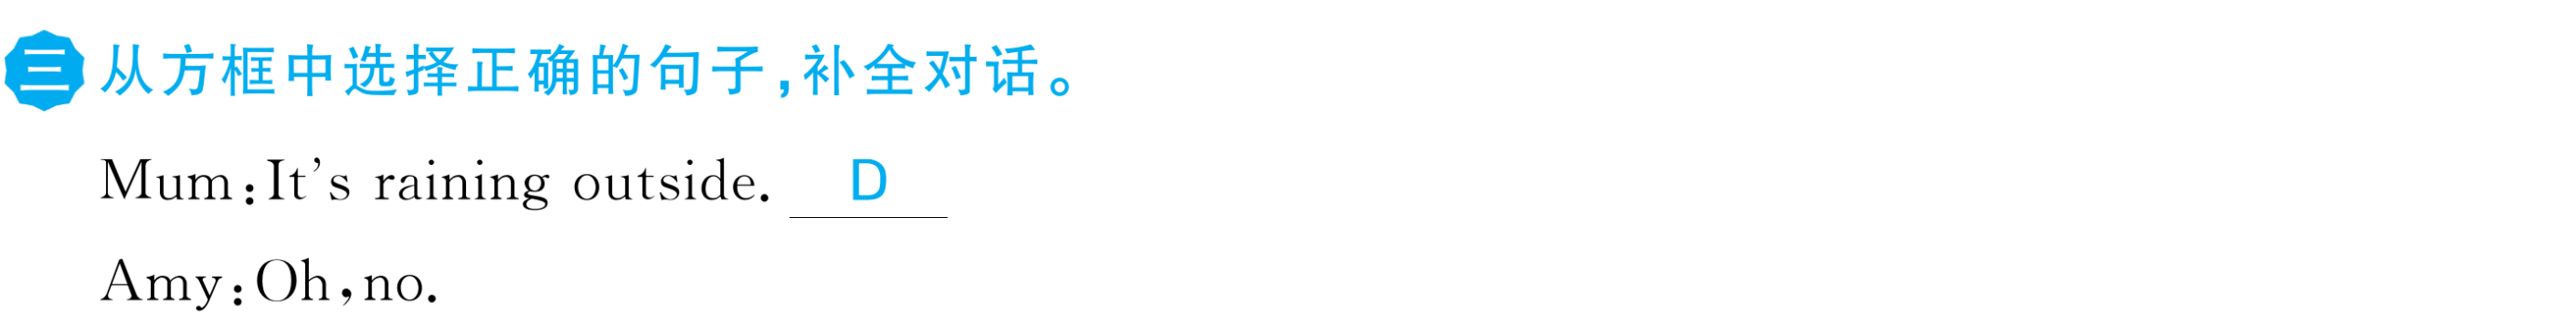 三 从方框中选择正确的句子,补全对话。
Mum:It's raining outside. D
Amy:Oh,no.